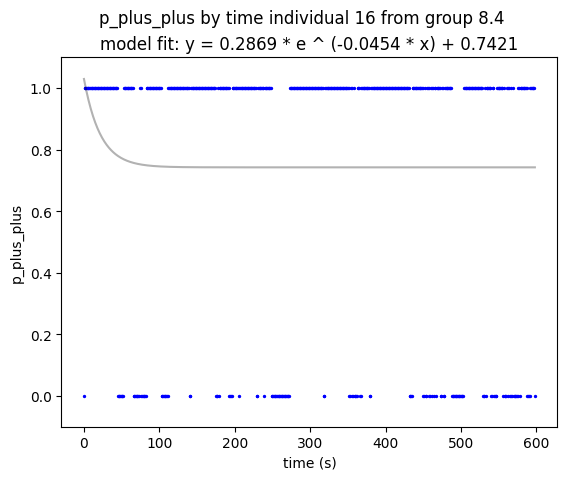 p_plus_plus by time individual 16 from group 8.4
model fit: y = 0.2869 * e ^ (-0.0454 * x) + 0.7421
1.0
0.8
0.6
0.4
0.2
0.0
p_plus_plus
0 100 200 300 400 500 600
time (s)